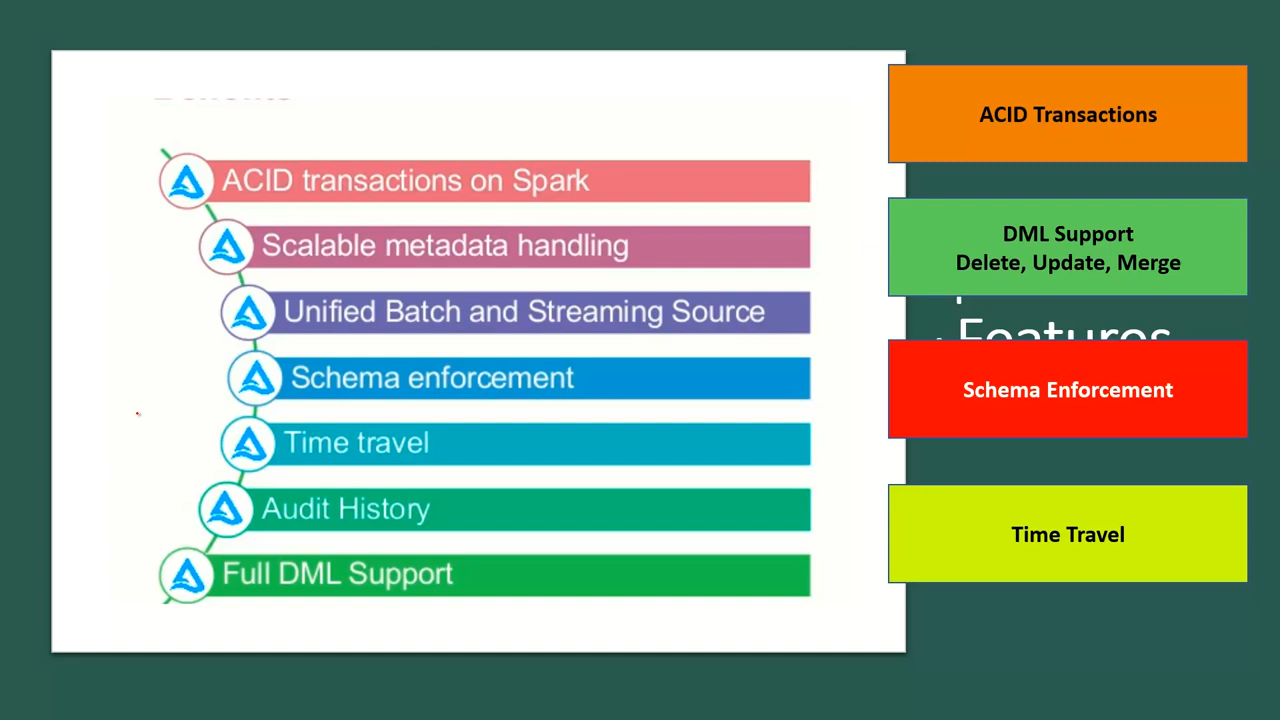 ACID transactions on Spark
Scalable metadata handling
Unified Batch and Streaming Source
Schema enforcement
Time travel
Audit History
Full DML Support
ACID Transactions
DML Support
Delete, Update, Merge
Features
Schema Enforcement
Time Travel